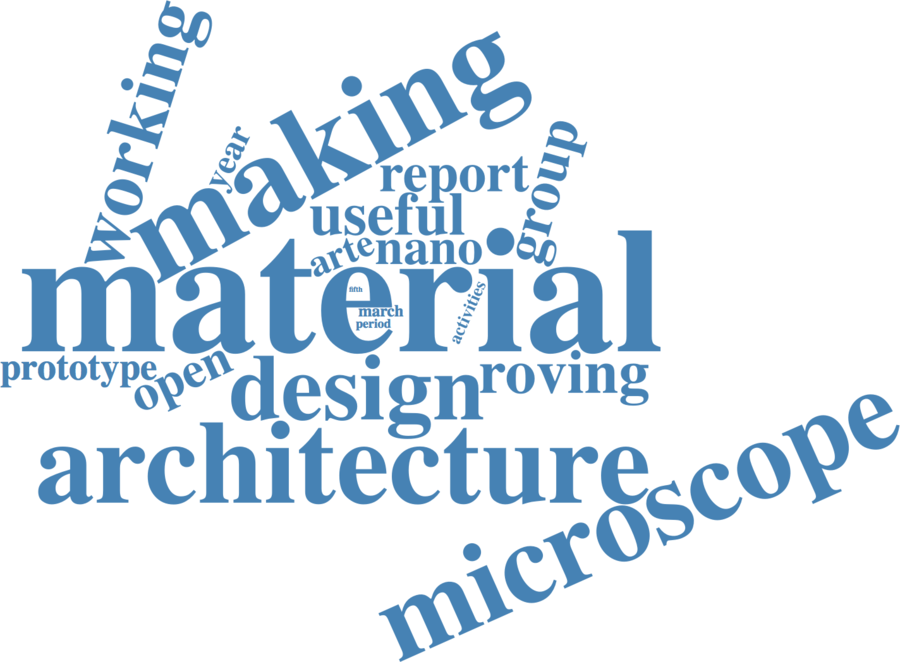 working
making
year
report
group
useful
arte
nano
material
fifth
march
period
activities
prototype
open
design
roving
architecture
microscope